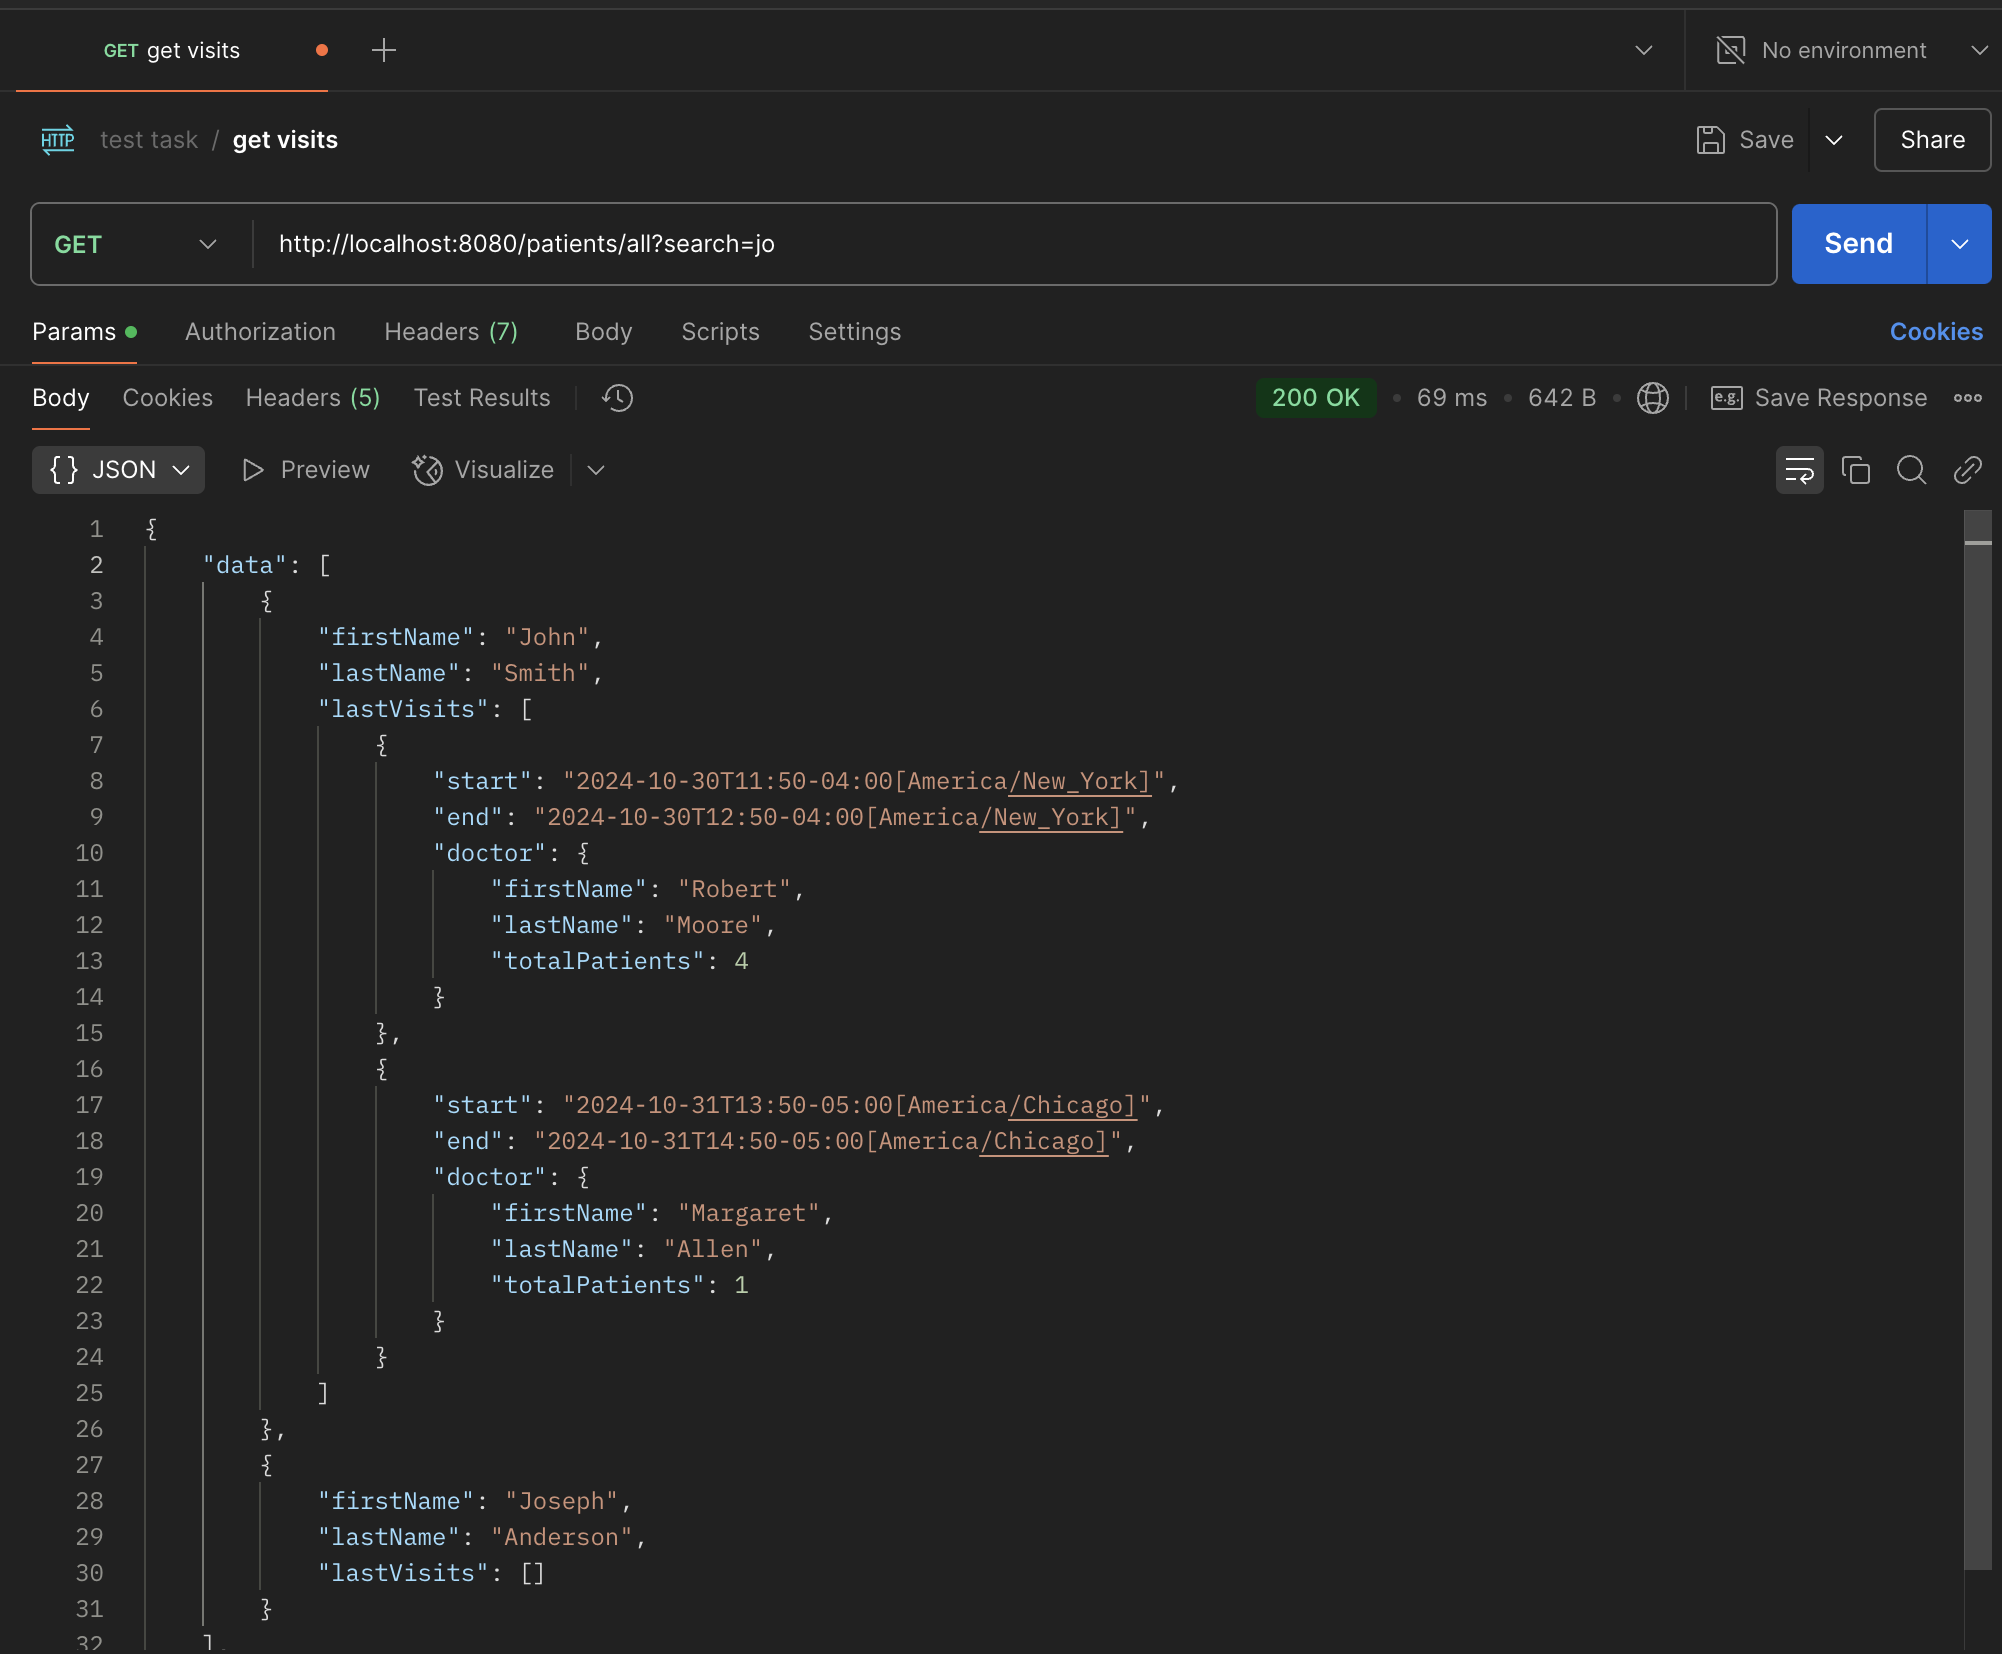 GET get visits
No environment
HTTP test task / get visits
Save
Share
GET http://localhost:8080/patients/all?search=jo
Send
Params Authorization Headers (7) Body Scripts Settings Cookies
Body Cookies Headers (5) Test Results 200 OK • 69 ms • 642 B • e.g. Save Response
{} JSON Preview Visualize
1 {
2 "data": [
3 {
4 "firstName": "John",
5 "lastName": "Smith",
6 "lastVisits": [
7 {
8 "start": "2024-10-30T11:50-04:00[America/New_York]",
9 "end": "2024-10-30T12:50-04:00[America/New_York]",
10 "doctor": {
11 "firstName": "Robert",
12 "lastName": "Moore",
13 "totalPatients": 4
14 }
15 },
16 {
17 "start": "2024-10-31T13:50-05:00[America/Chicago]",
18 "end": "2024-10-31T14:50-05:00[America/Chicago]",
19 "doctor": {
20 "firstName": "Margaret",
21 "lastName": "Allen",
22 "totalPatients": 1
23 }
24 }
25 ]
26 },
27 {
28 "firstName": "Joseph",
29 "lastName": "Anderson",
30 "lastVisits": []
31 }
32 ],